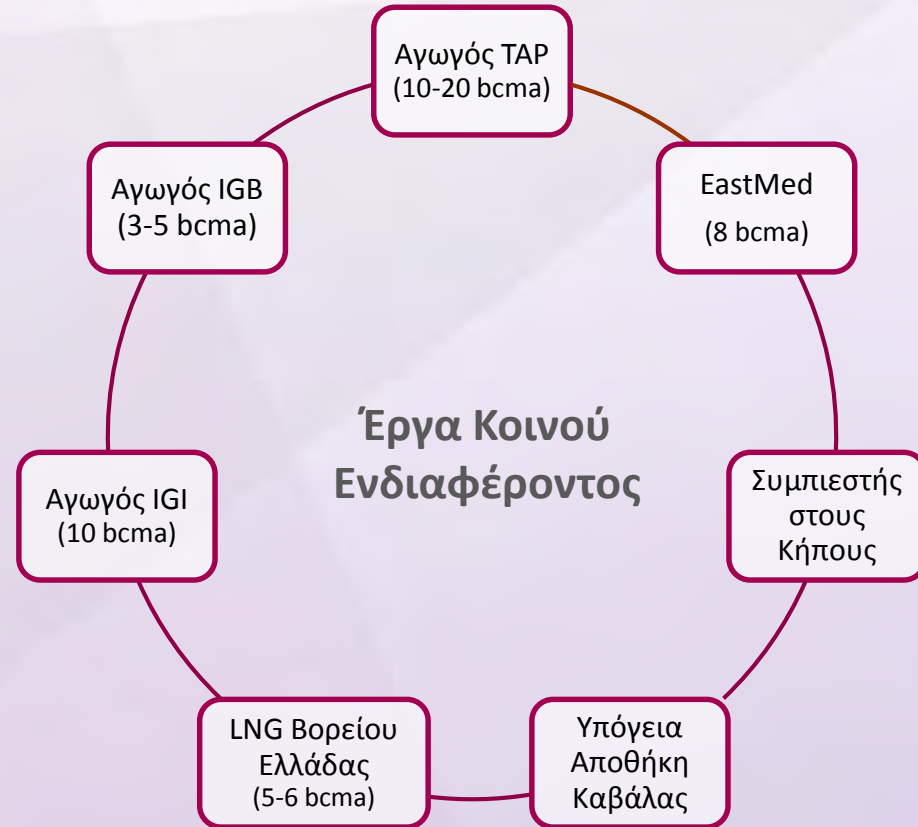 Αγωγός TAP
(10-20 bcma)
EastMed
(8 bcma)
Συμπιεστής
στους
Κήπους
Υπόγεια
Αποθήκη
Καβάλας
LNG Βορείου
Ελλάδας
(5-6 bcma)
Αγωγός IGI
(10 bcma)
Αγωγός IGB
(3-5 bcma)
Έργα Κοινού
Ενδιαφέροντος